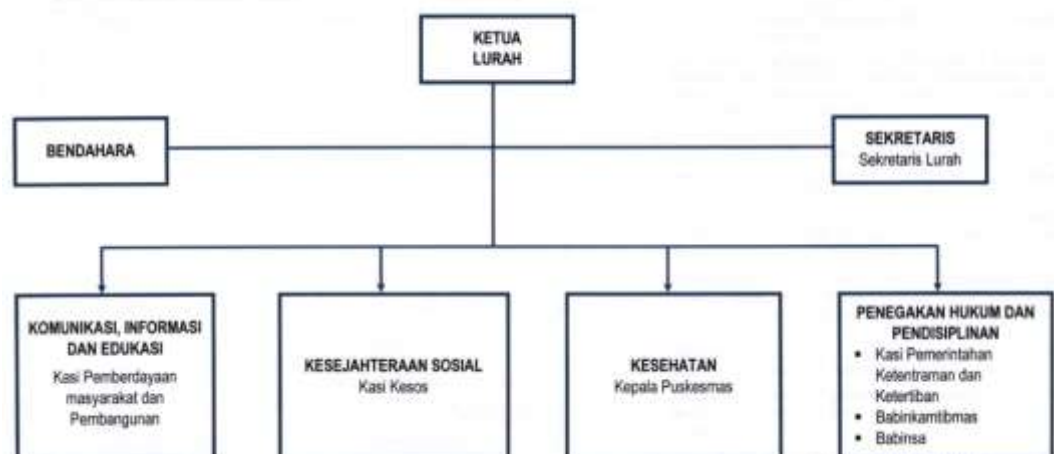 KETUA
LURAH
BENDAHARA
SEKRETARIS
Sekretaris Lurah
KOMUNIKASI, INFORMASI
DAN EDUKASI
Kasi Pemberdayaan
masyarakat dan
Pembangunan
KESEJAHTERAAN SOSIAL
Kasi Kesos
KESEHATAN
Kepala Puskesmas
PENEGAKAN HUKUM DAN
PENDISIPLINAN
▪ Kasi Pemerintahan
Ketentraman dan
Ketertiban
▪ Babinkamtibmas
▪ Babinsa